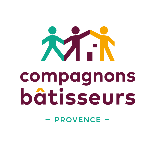 compagnons
bâtisseurs
- PROVENCE -